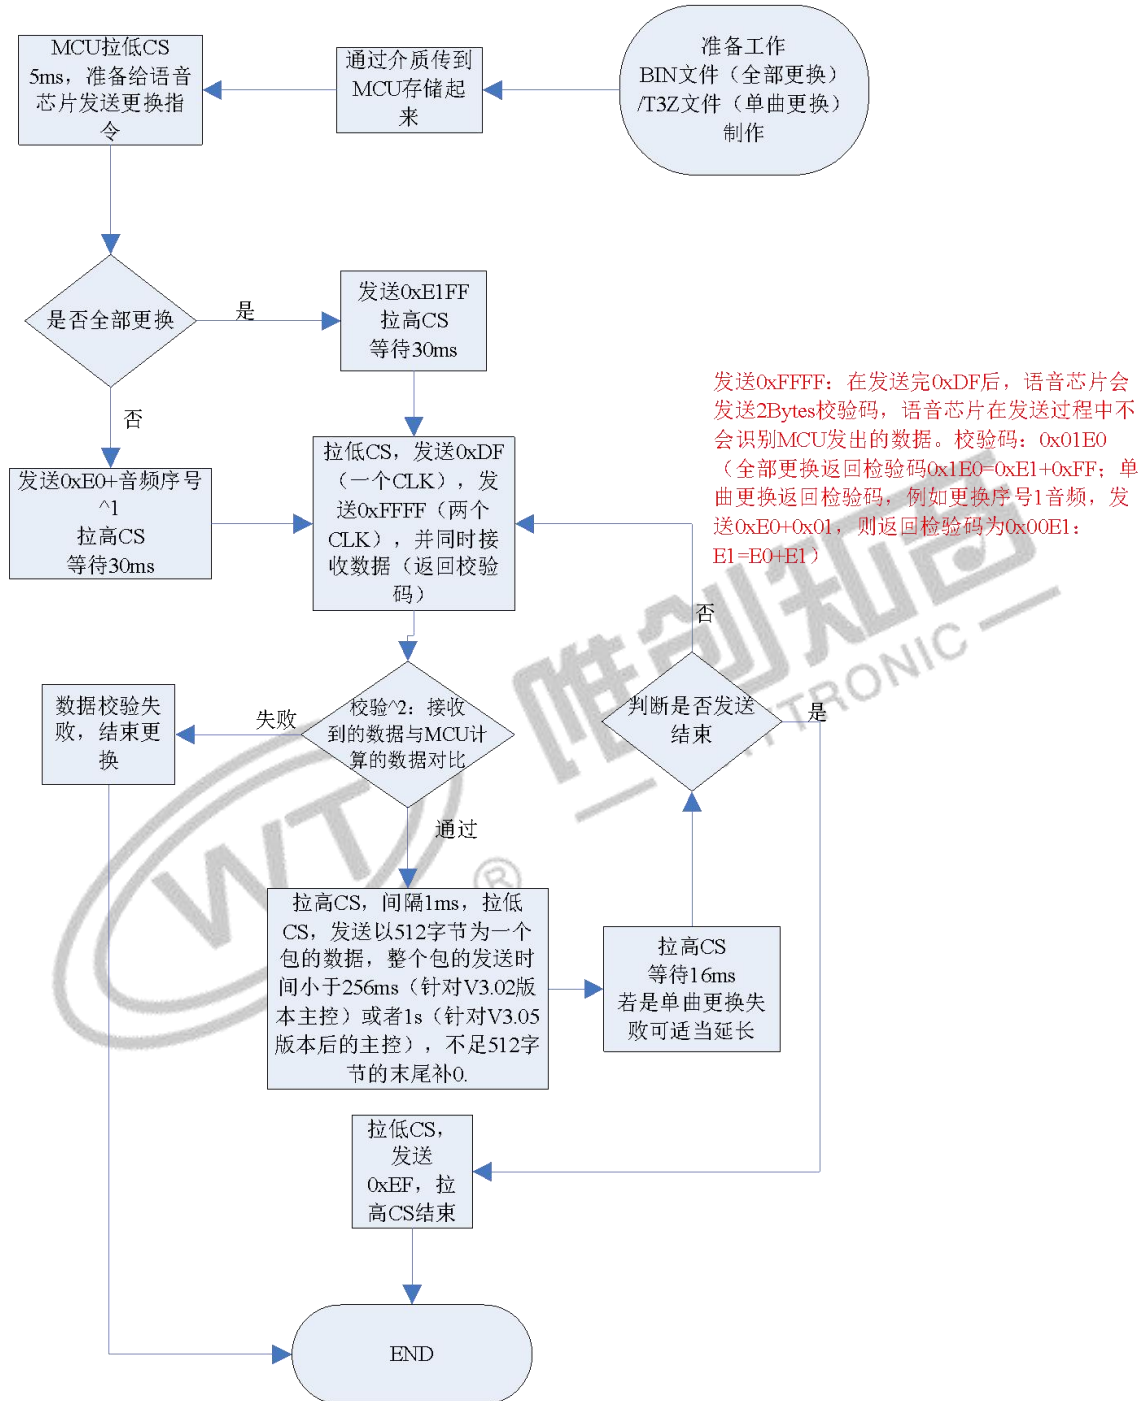 准备工作
BIN文件（全部更换）
/T3Z文件（单曲更换）
制作
通过介质传到
MCU存储起
来
MCU拉低CS
5ms，准备给语音
芯片发送更换指
令
是否全部更换
是
否
发送0xE1FF
拉高CS
等待30ms
发送0xE0+音频序号
^1
拉高CS
等待30ms
拉低CS，发送0xDF
（一个CLK），发
送0xFFFF（两个
CLK），并同时接
收数据（返回校验
码）
发送0xFFFF：在发送完0xDF后，语音芯片会
发送2Bytes校验码，语音芯片在发送过程中不
会识别MCU发出的数据。校验码：0x01E0
（全部更换返回检验码0x1E0=0xE1+0xFF；单
曲更换返回检验码，例如更换序号1音频，发
送0xE0+0x01，则返回检验码为0x00E1：
E1=E0+E1）
校验^2：接收
到的数据与MCU计
算的数据对比
失败
数据校验失
败，结束更
换
通过
拉高CS，间隔1ms，拉低
CS，发送以512字节为一个
包的数据，整个包的发送时
间小于256ms（针对V3.02版
本主控）或者1s（针对V3.05
版本后的主控），不足512字
节的末尾补0.
拉高CS
等待16ms
若是单曲更换失
败可适当延长
判断是否发送
结束
否
是
拉低CS，
发送
0xEF，拉
高CS结束
END
WT
®
唯创知音